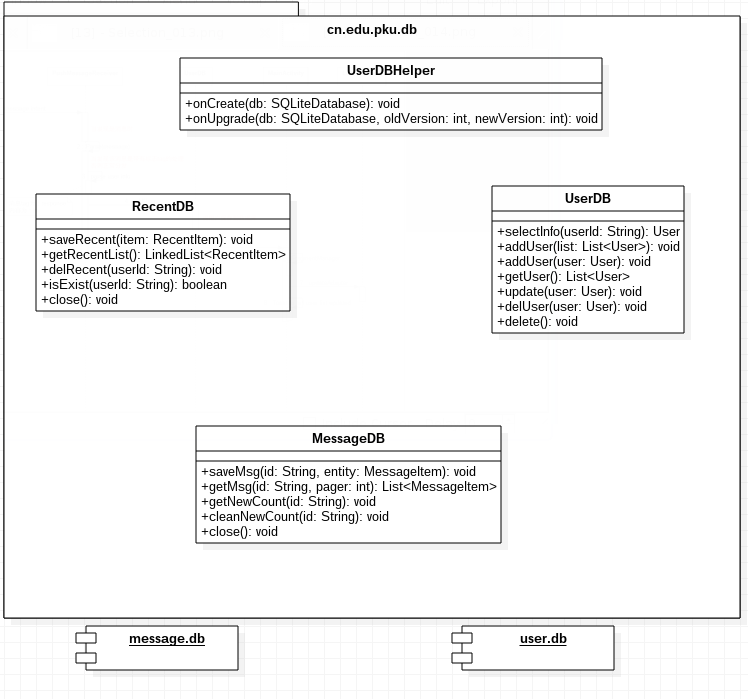 cn.edu.pku.db
UserDBHelper
+onCreate(db: SQLiteDatabase): void
+onUpgrade(db: SQLiteDatabase, oldVersion: int, newVersion: int): void
RecentDB
+saveRecent(item: RecentItem): void
+getRecentList(): LinkedList<RecentItem>
+delRecent(userId: String): void
+isExist(userId: String): boolean
+close(): void
UserDB
+selectInfo(userId: String): User
+addUser(list: List<User>): void
+addUser(user: User): void
+getUser(): List<User>
+update(user: User): void
+delUser(user: User): void
+delete(): void
MessageDB
+saveMsg(id: String, entity: MessageItem): void
+getMsg(id: String, pager: int): List<MessageItem>
+getNewCount(id: String): void
+cleanNewCount(id: String): void
+close(): void
message.db
user.db